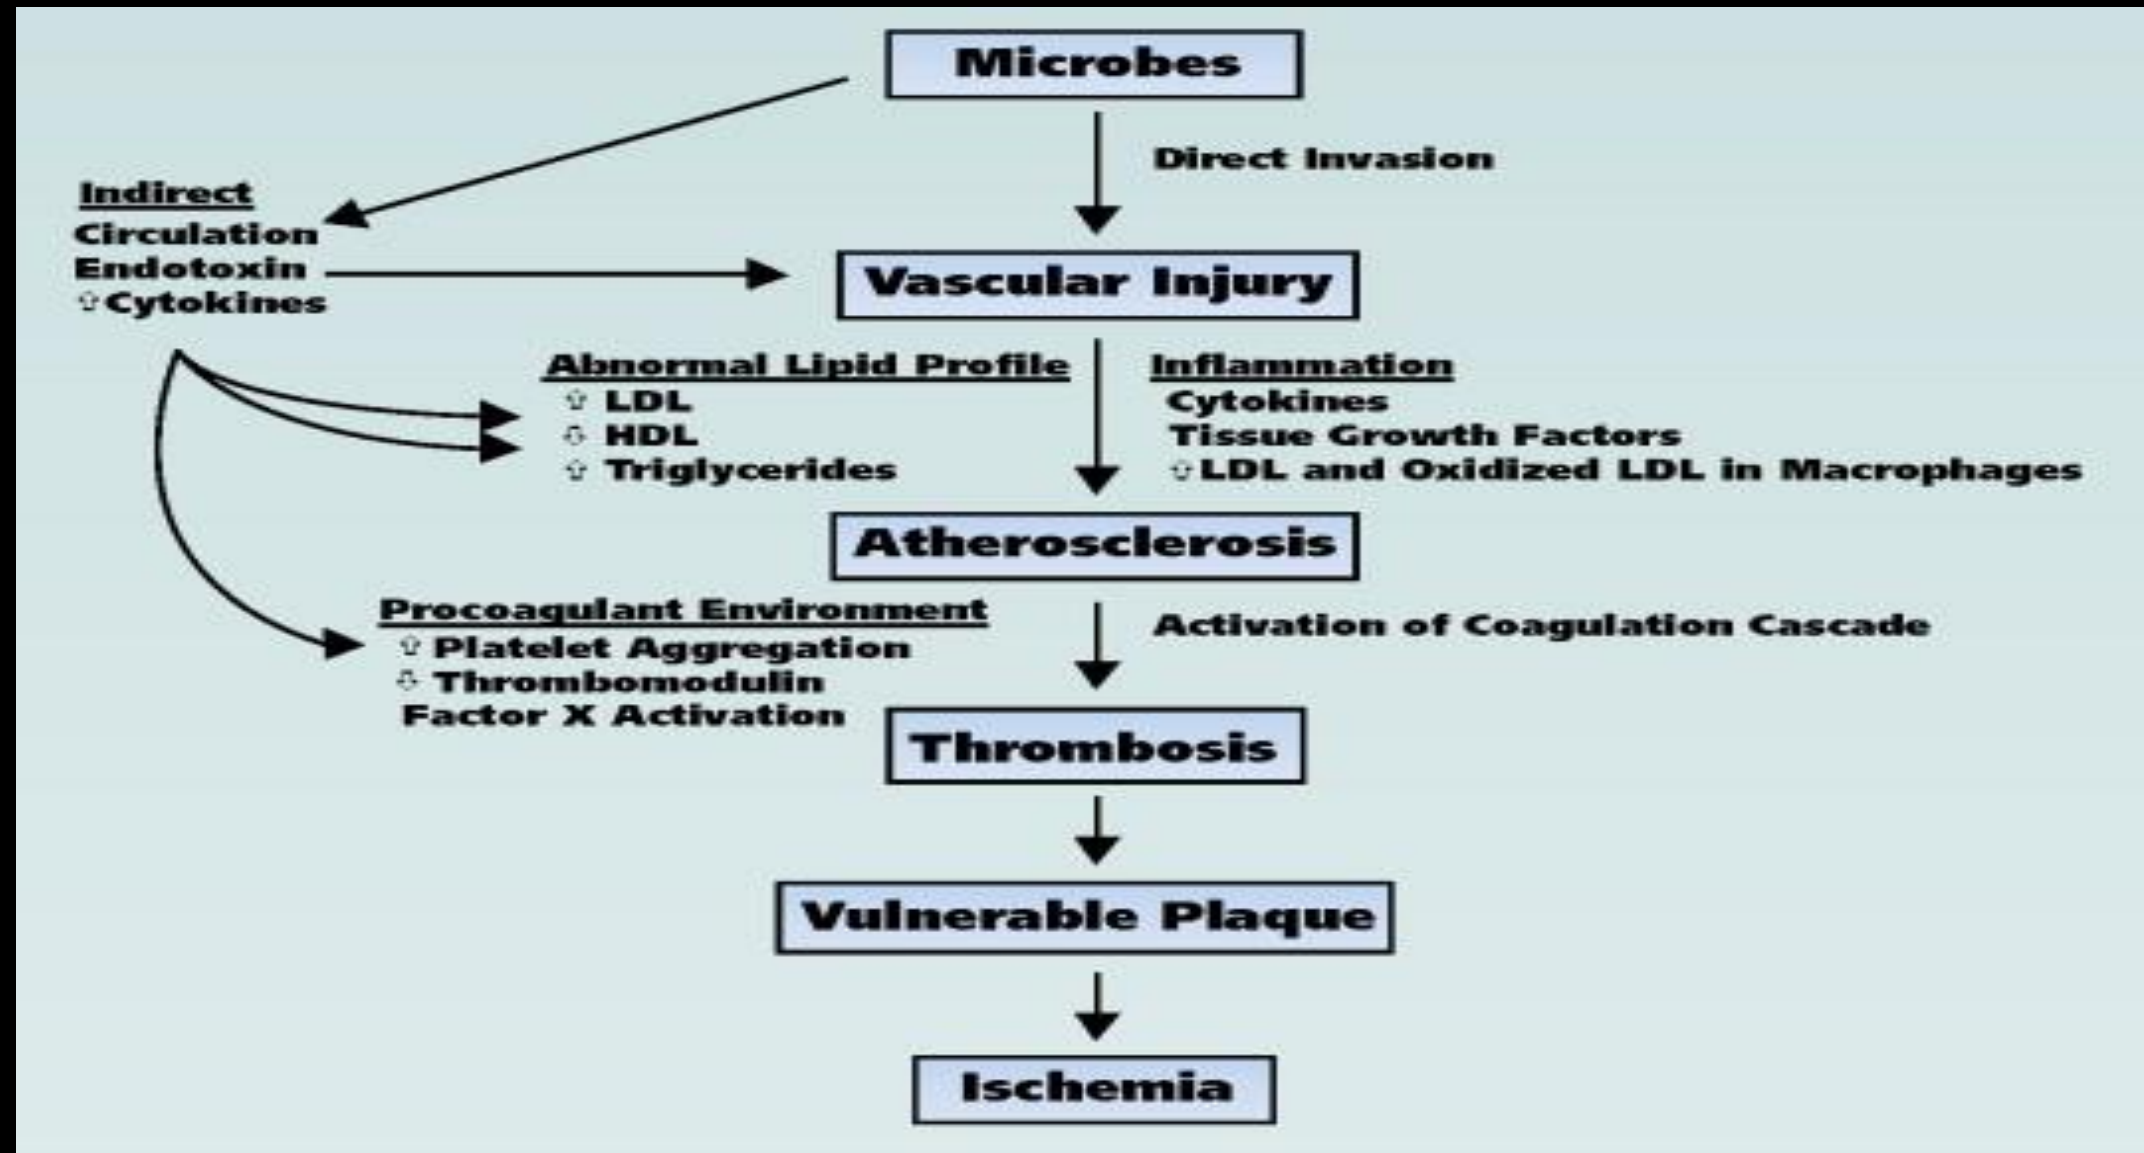 Microbes
Direct Invasion
Indirect
Circulation
Endotoxin
⇧Cytokines
Vascular Injury
Abnormal Lipid Profile
⇧ LDL
⇩ HDL
⇧ Triglycerides
Inflammation
Cytokines
Tissue Growth Factors
⇧LDL and Oxidized LDL in Macrophages
Atherosclerosis
Procoagulant Environment
⇧ Platelet Aggregation
⇩ Thrombomodulin
Factor X Activation
Activation of Coagulation Cascade
Thrombosis
Vulnerable Plaque
Ischemia